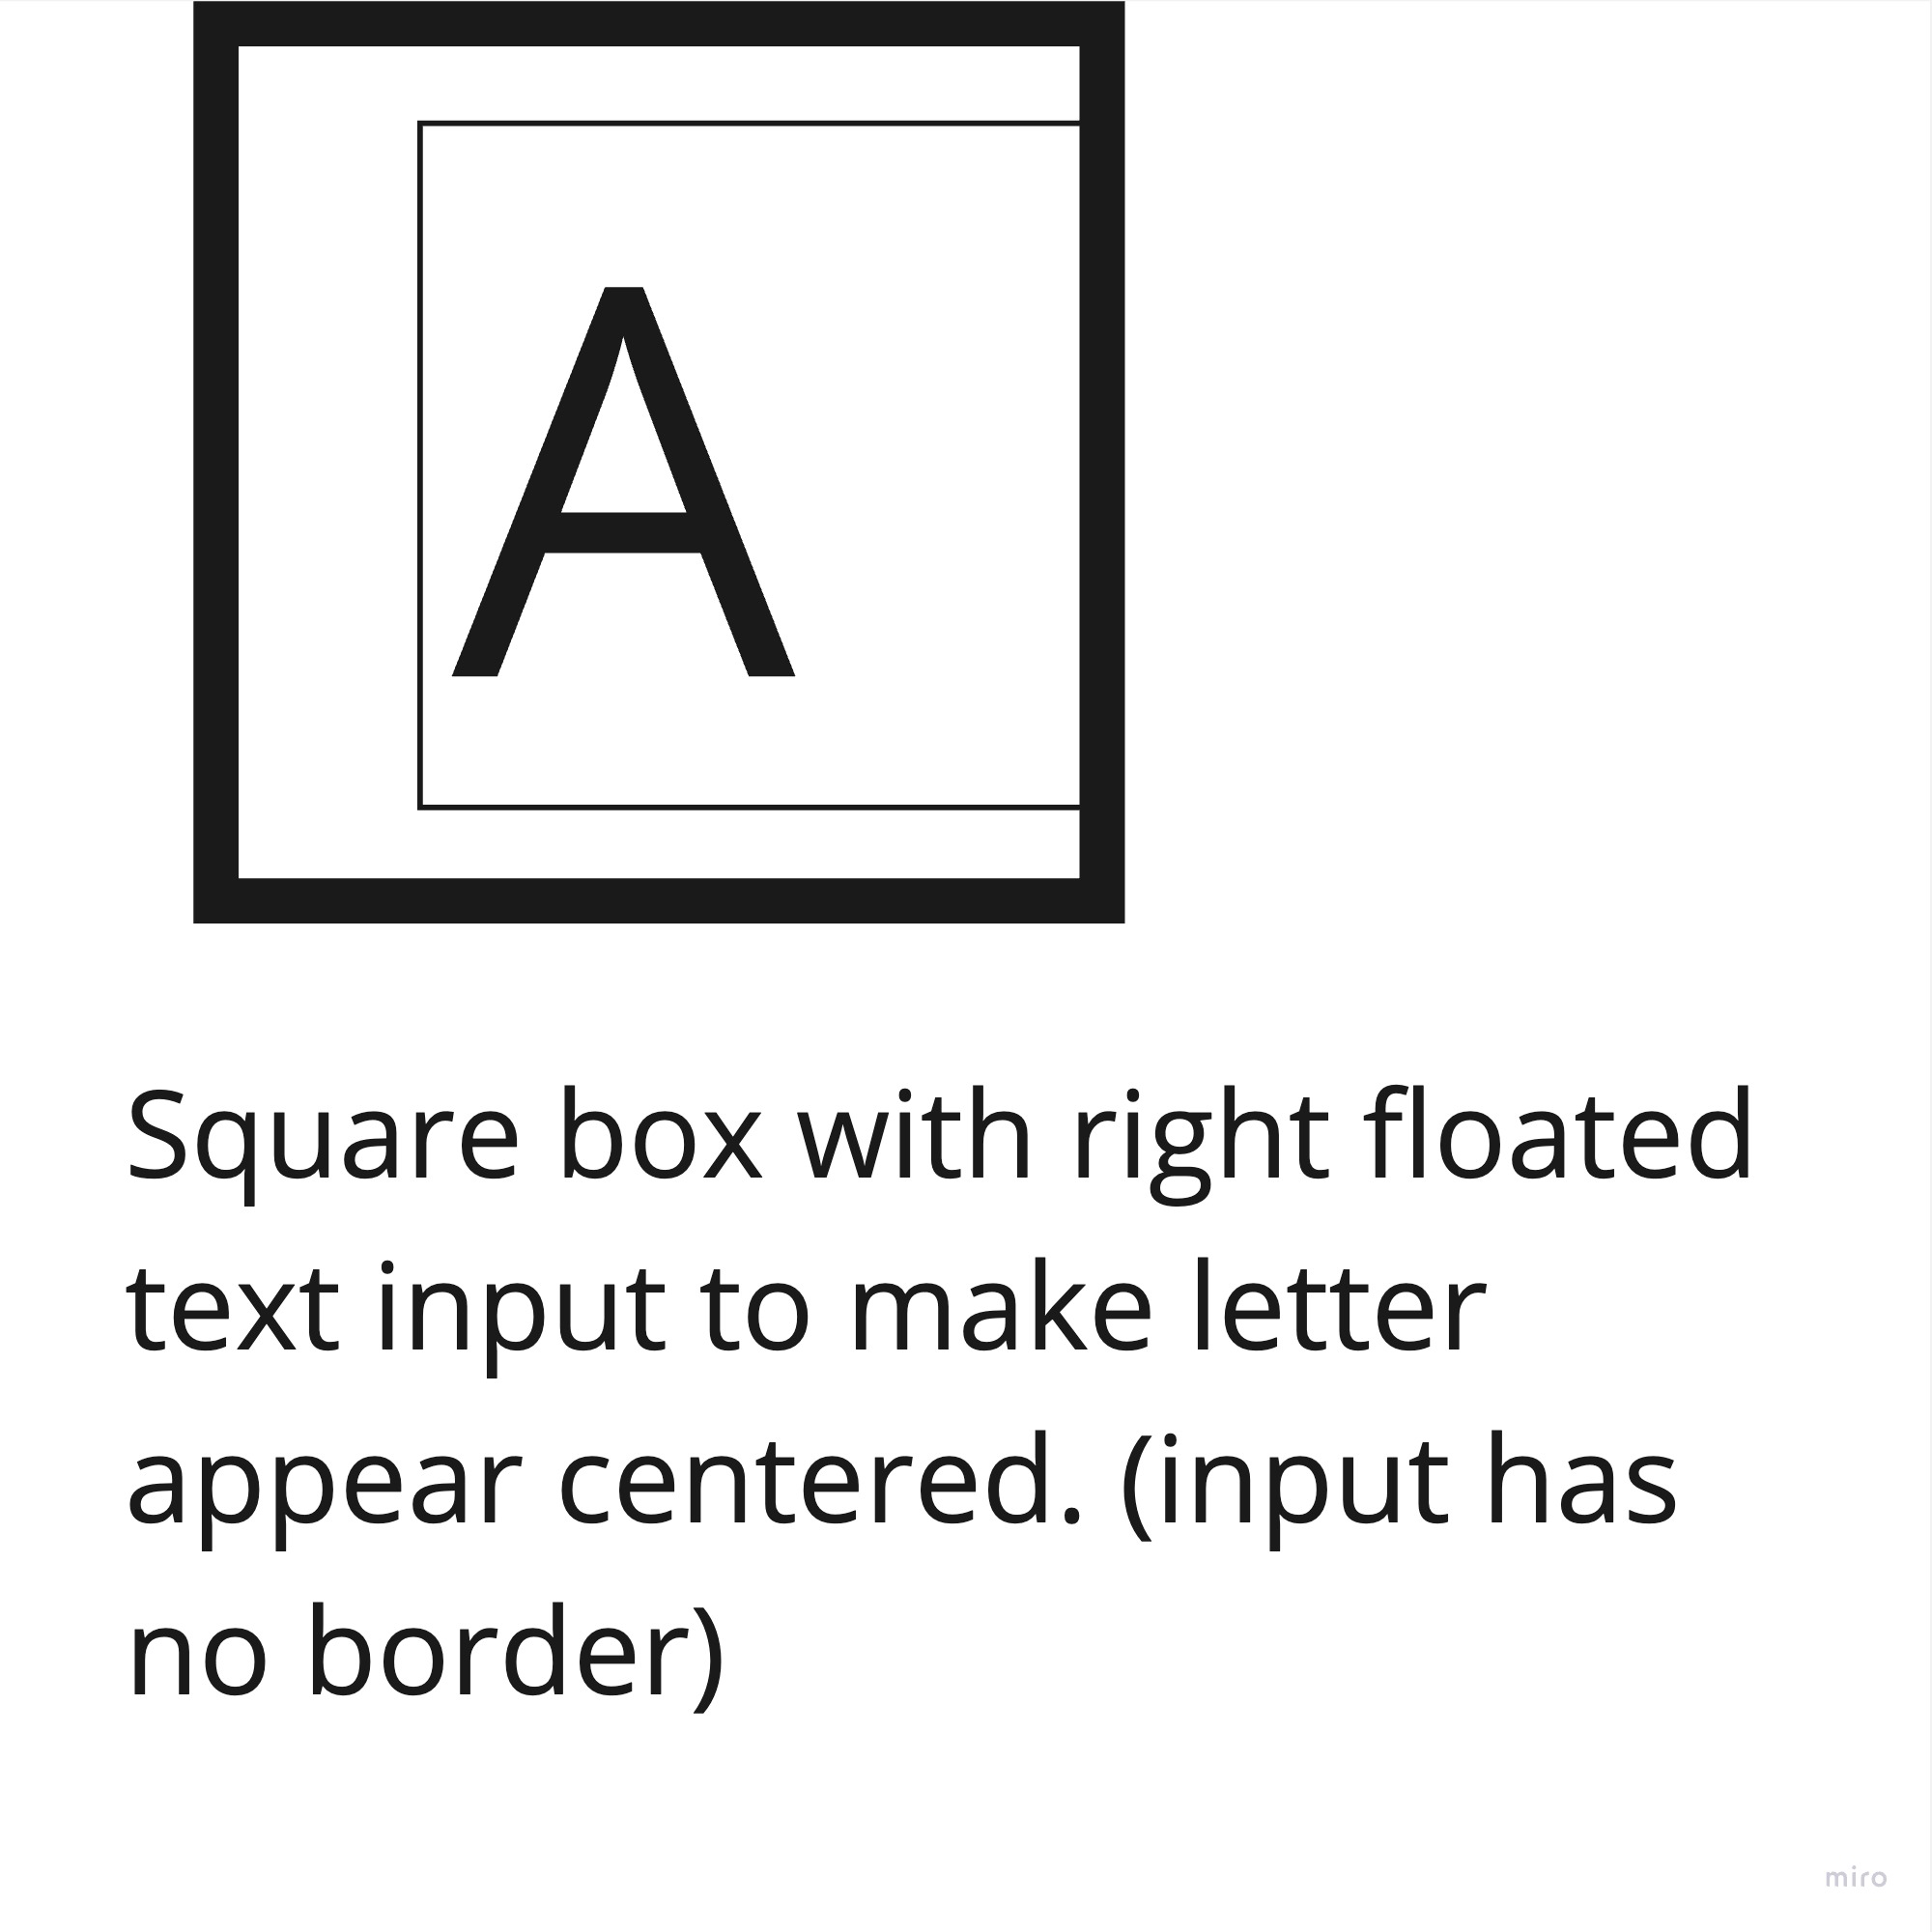 A
Square box with right floated
text input to make letter
appear centered. (input has
no border)
miro